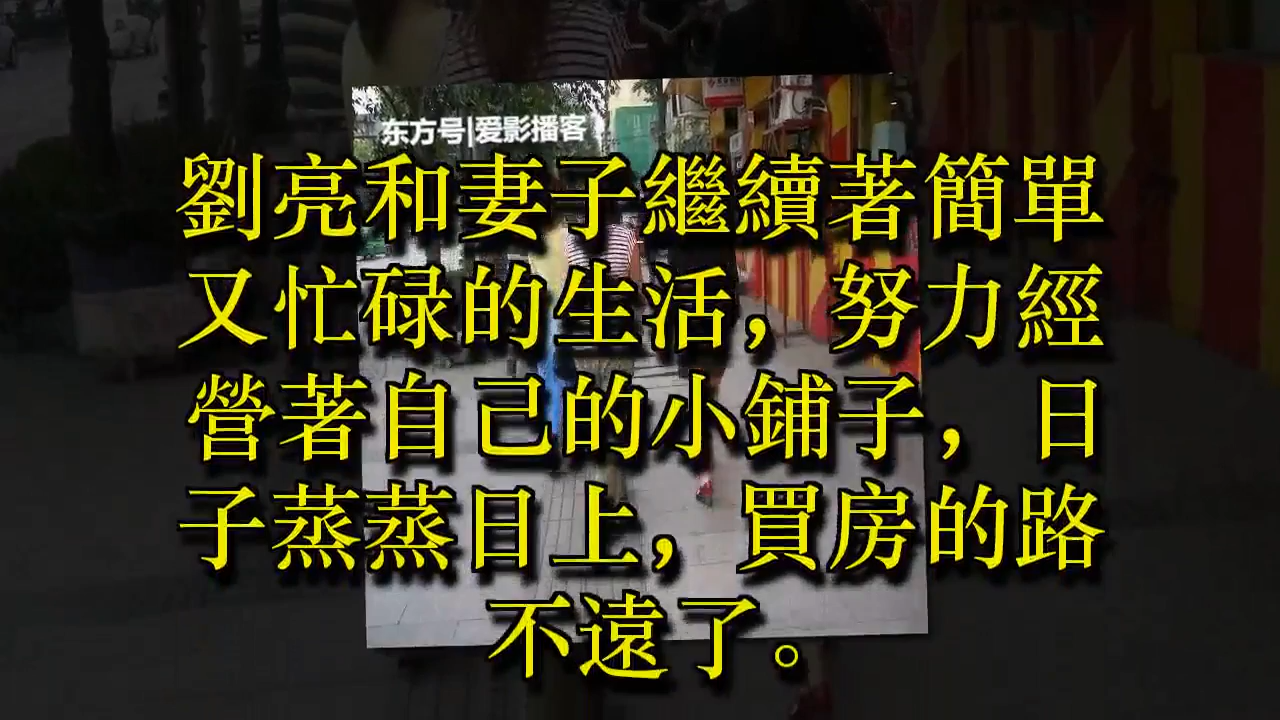 东方号|爱影播客
劉亮和妻子繼續著簡單
又忙碌的生活，努力經
營著自己的小鋪子，日
子蒸蒸日上，買房的路
不遠了。